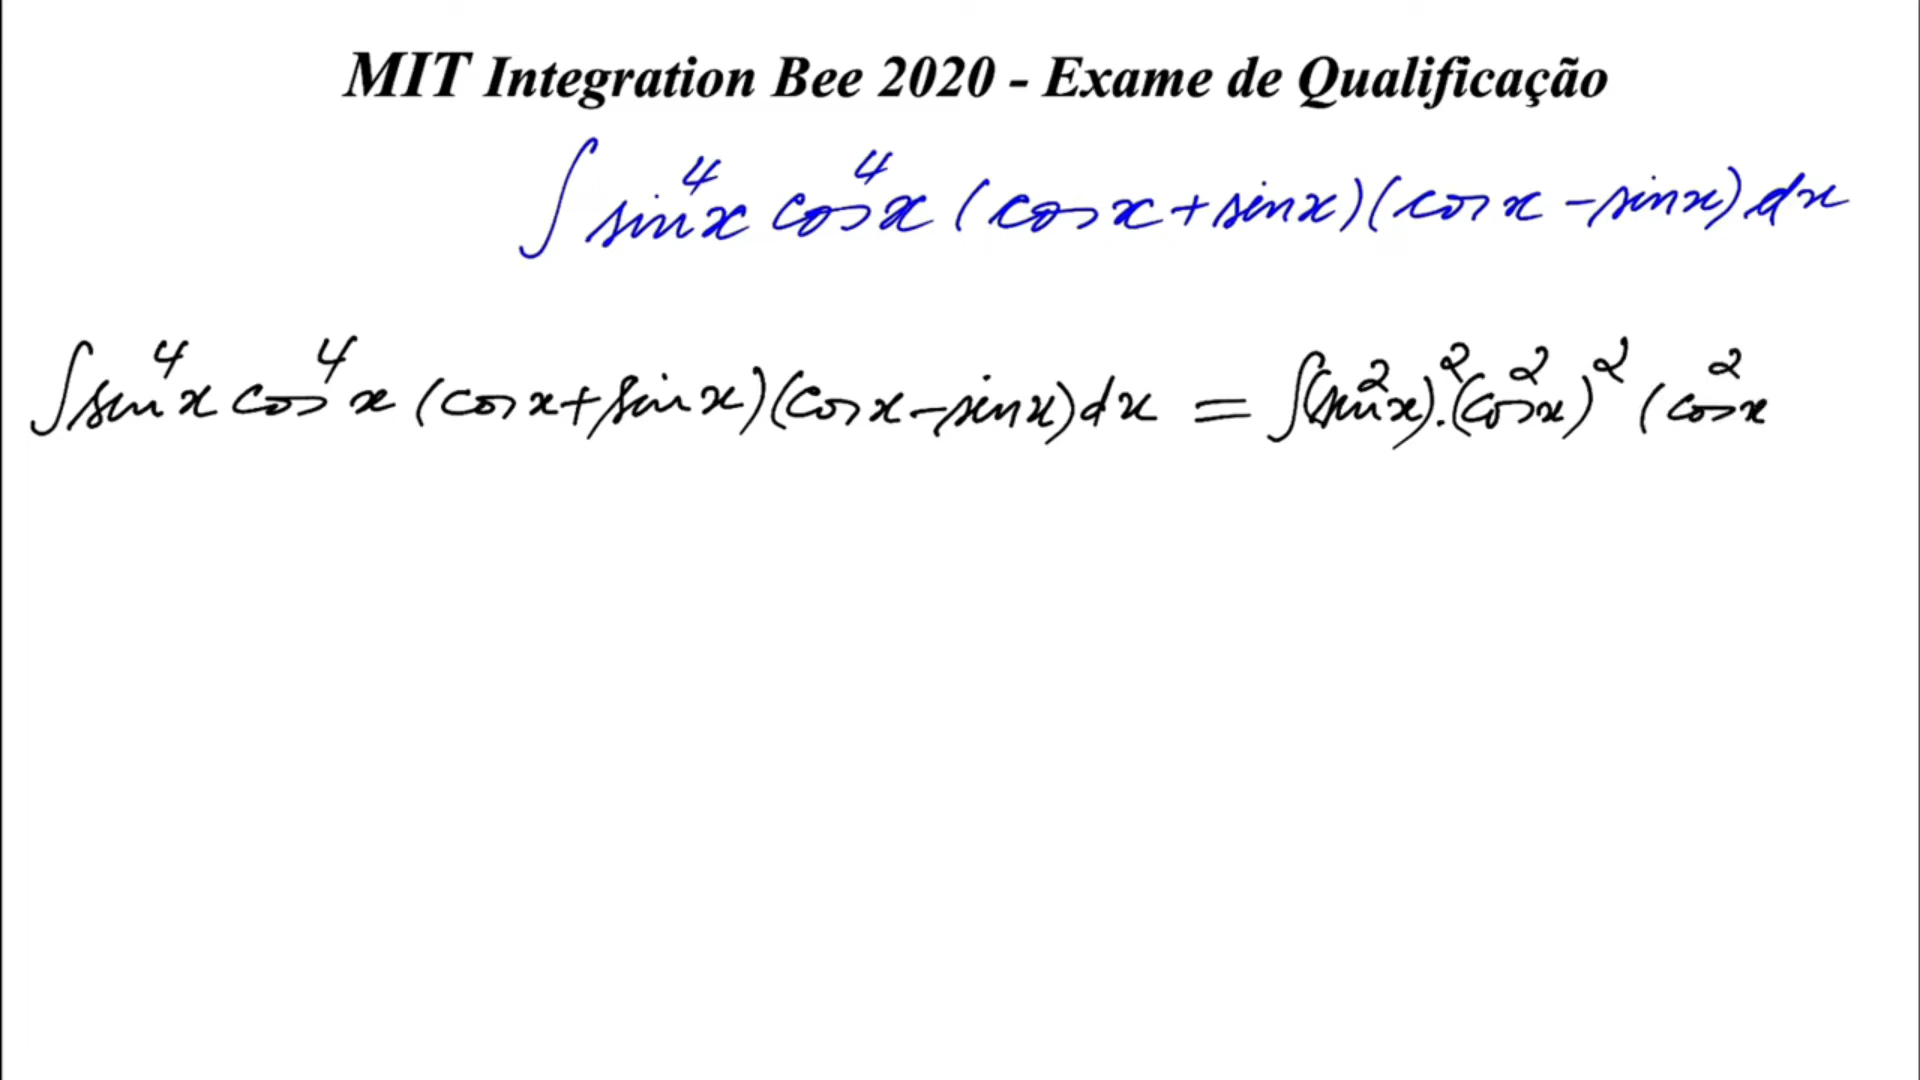 MIT Integration Bee 2020 - Exame de Qualificação
∫ sin⁴x cos⁴x (cos x + sin x)(cos x - sin x) dx
∫ sin⁴x cos⁴x (cos x + sin x)(cos x - sin x) dx = ∫(sin²x)².(cos²x)² (cos²x